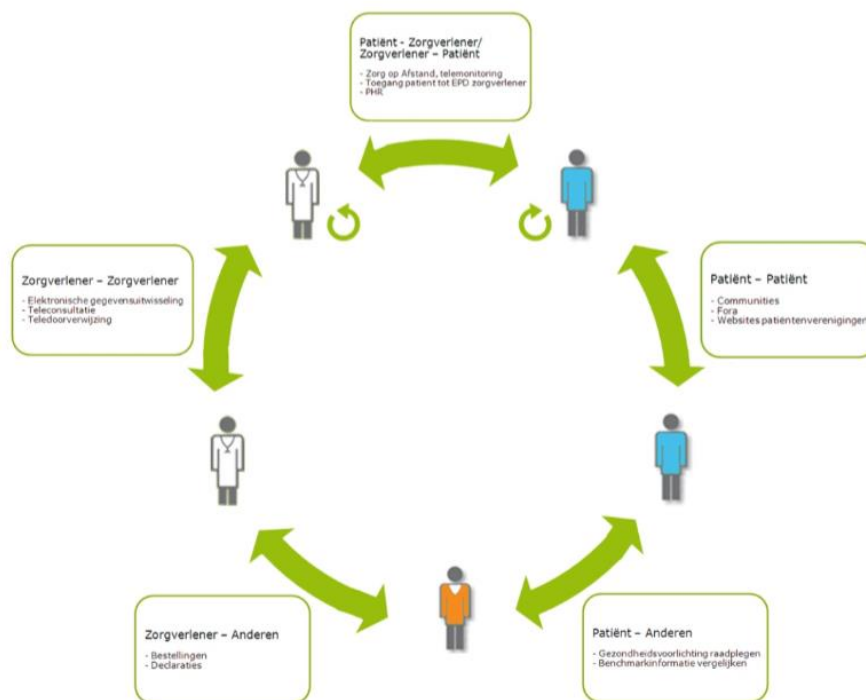 Patiënt - Zorgverlener/
Zorgverlener – Patiënt
- Zorg op Afstand, telemonitoring
- Toegang patient tot EPD zorgverlener
- PHR
Zorgverlener – Zorgverlener
- Elektronische gegevensuitwisseling
- Teleconsultatie
- Teledoorverwijzing
Patiënt – Patiënt
- Communities
- Fora
- Websites patiëntenverenigingen
Zorgverlener – Anderen
- Bestellingen
- Declaraties
Patiënt – Anderen
- Gezondheidsvoorlichting raadplegen
- Benchmarkinformatie vergelijken